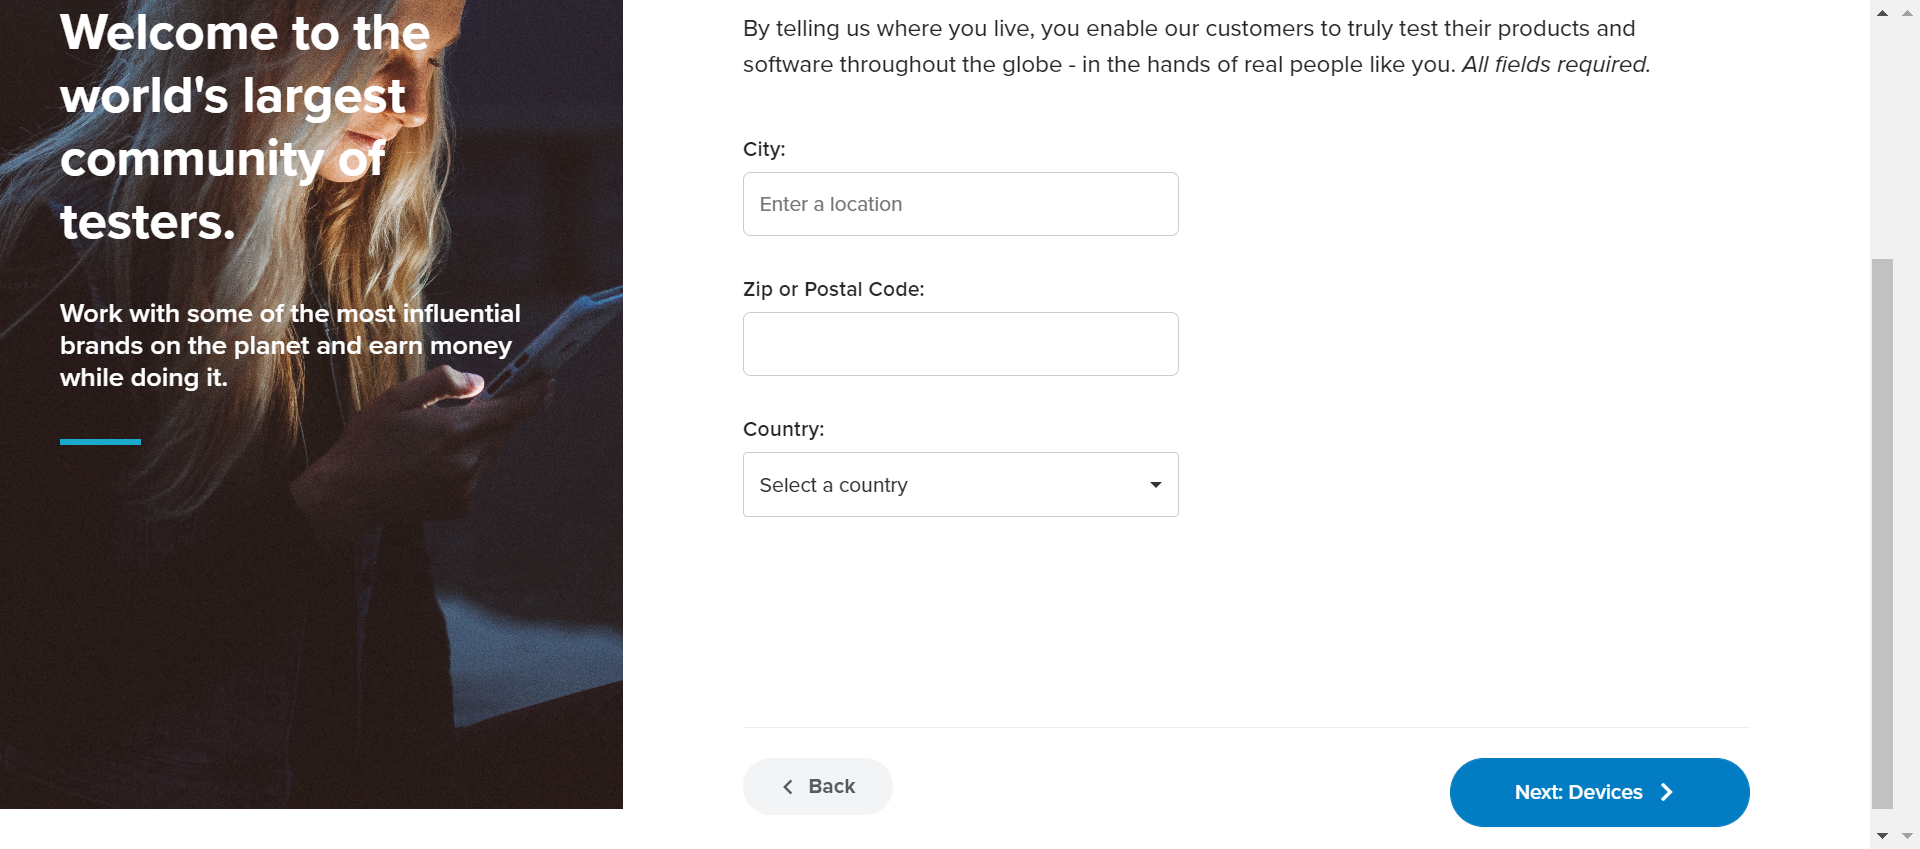 Welcome to the
world's largest
community of
testers.
Work with some of the most influential
brands on the planet and earn money
while doing it.
By telling us where you live, you enable our customers to truly test their products and
software throughout the globe - in the hands of real people like you. All fields required.
City:
Enter a location
Zip or Postal Code:
Country:
Select a country
Back
Next: Devices